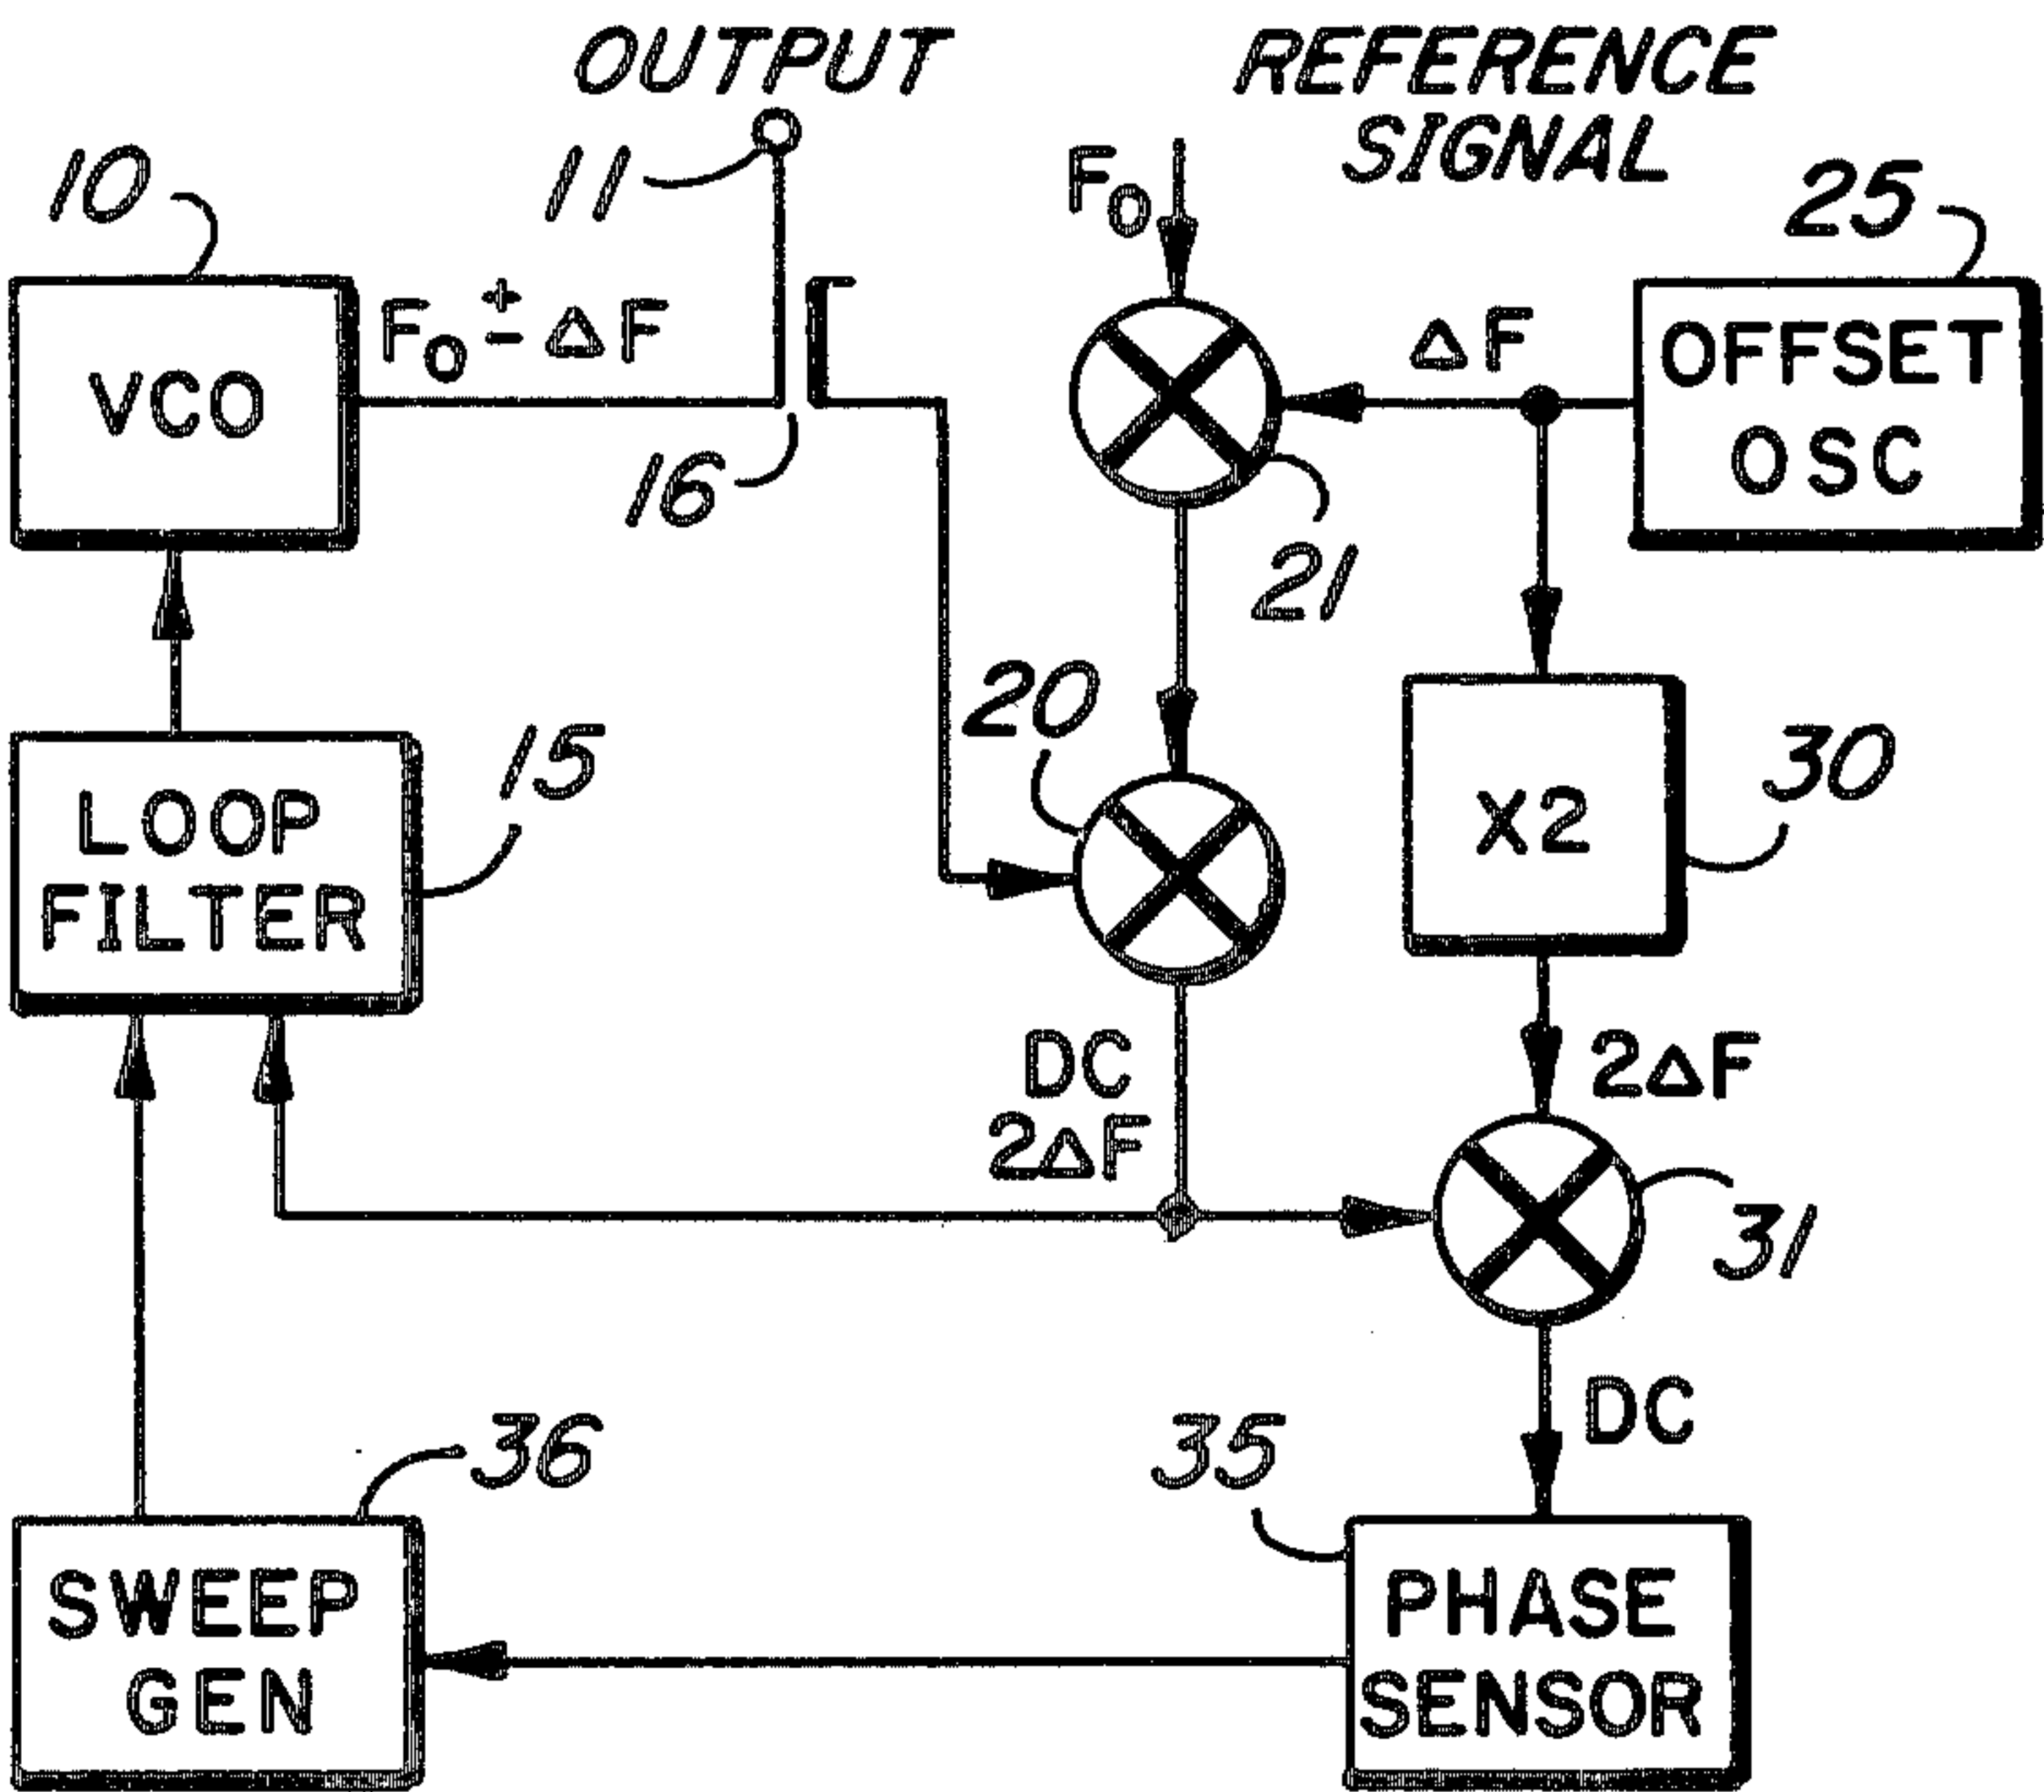 OUTPUT
REFERENCE
SIGNAL
10
11
F₀
25
VCO
F₀ ± ΔF
16
ΔF
21
OFFSET
OSC
LOOP
FILTER
15
20
X2
30
DC
2ΔF
2ΔF
31
36
35
DC
SWEEP
GEN
PHASE
SENSOR